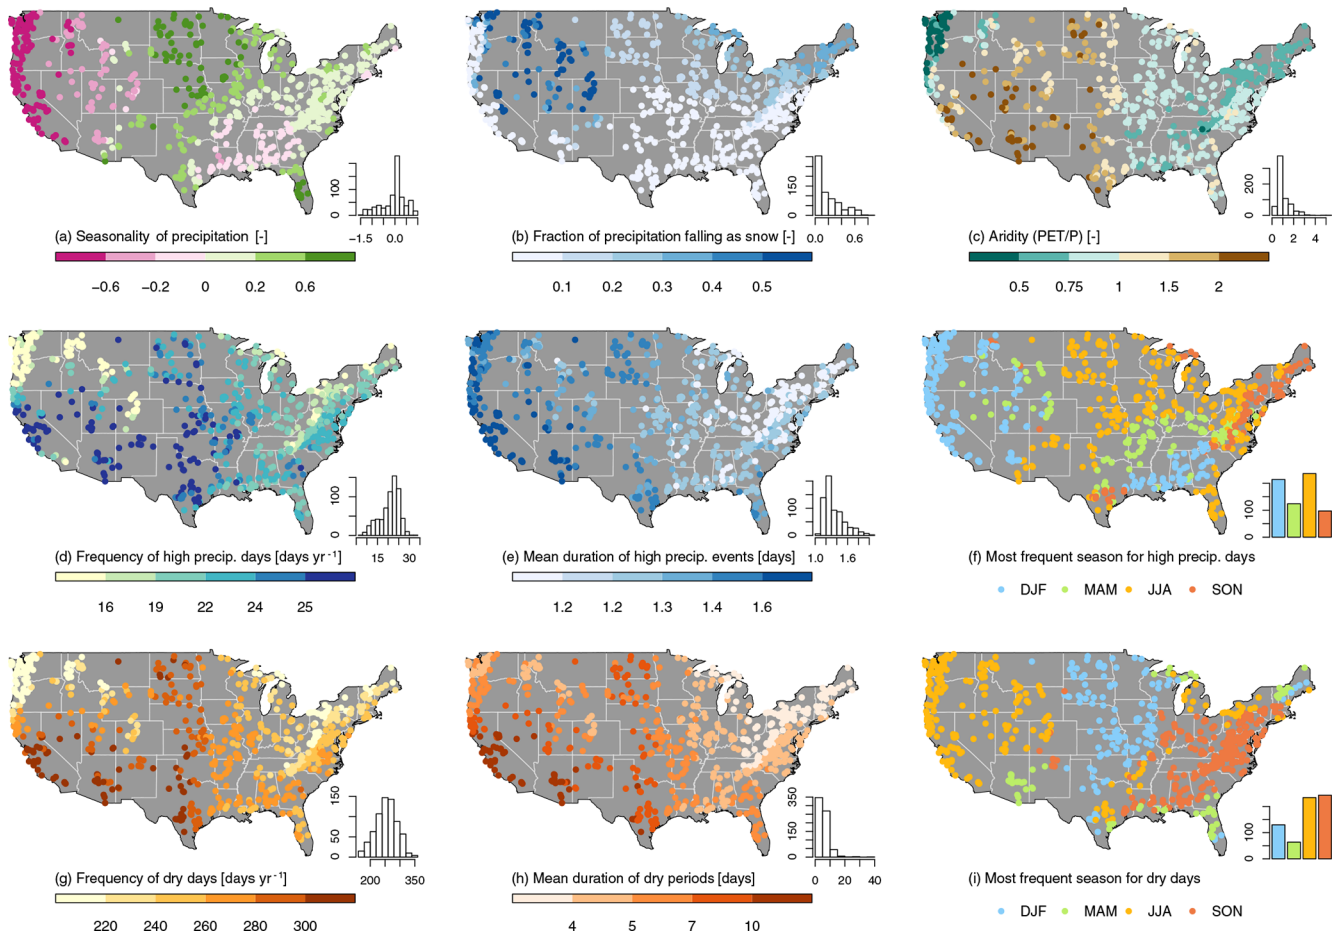 100
0
−1.5 0.0
(a) Seasonality of precipitation [-]
−0.6 −0.2 0 0.2 0.6
150
0
0.0 0.6
(b) Fraction of precipitation falling as snow [-]
0.1 0.2 0.3 0.4 0.5
200
0
0 2 4
(c) Aridity (PET/P) [-]
0.5 0.75 1 1.5 2
100
0
15 30
(d) Frequency of high precip. days [days yr⁻¹]
16 19 22 24 25
100
0
1.0 1.6
(e) Mean duration of high precip. events [days]
1.2 1.2 1.3 1.4 1.6
100
0
(f) Most frequent season for high precip. days
DJF MAM JJA SON
150
50
0
200 350
(g) Frequency of dry days [days yr⁻¹]
220 240 260 280 300
350
150
0
0 20 40
(h) Mean duration of dry periods [days]
4 5 7 10
100
0
(i) Most frequent season for dry days
DJF MAM JJA SON